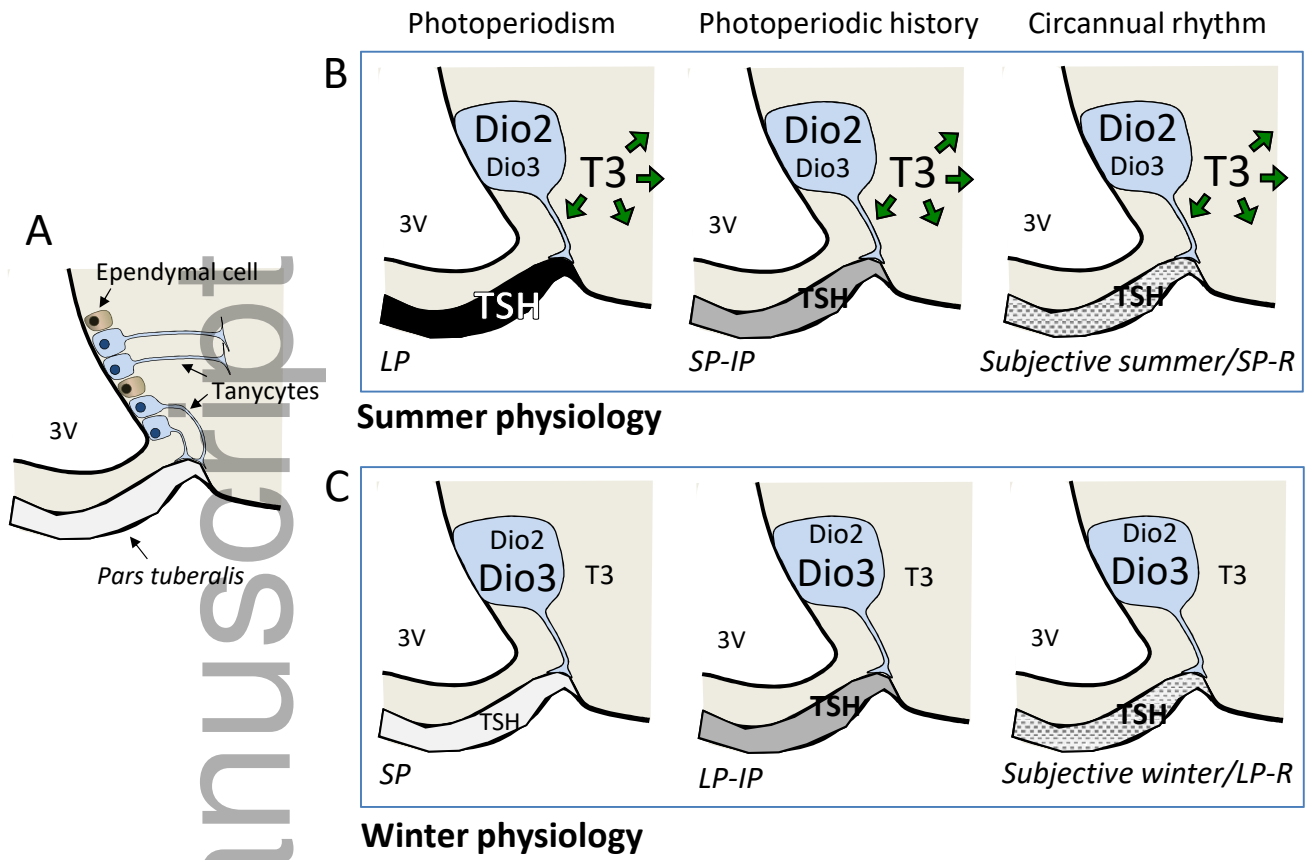 Photoperiodism
Photoperiodic history
Circannual rhythm
B
Dio2
Dio3
T3
3V
TSH
LP
Dio2
Dio3
T3
3V
TSH
SP-IP
Dio2
Dio3
T3
3V
TSH
Subjective summer/SP-R
Summer physiology
A
Ependymal cell
Tanycytes
3V
Pars tuberalis
C
Dio2
Dio3
T3
3V
TSH
SP
Dio2
Dio3
T3
3V
TSH
LP-IP
Dio2
Dio3
T3
3V
TSH
Subjective winter/LP-R
Winter physiology